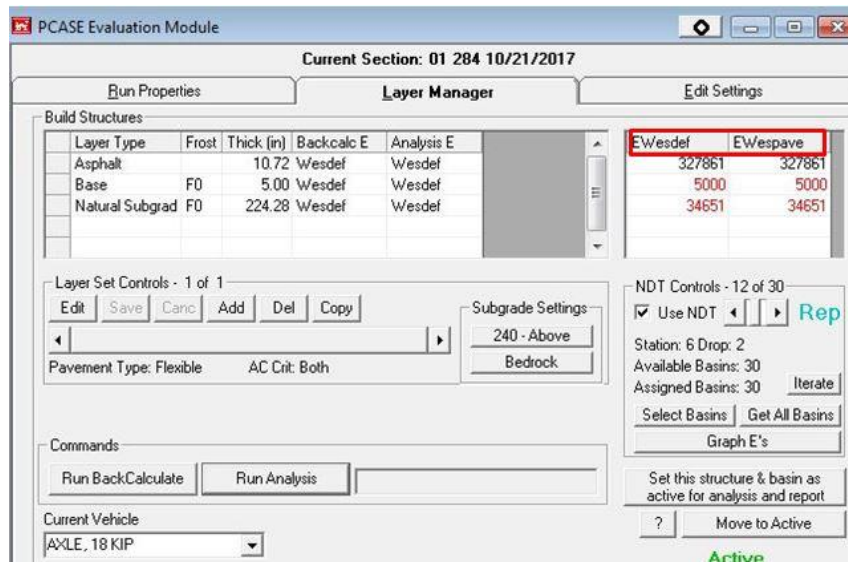 PCASE Evaluation Module
Current Section: 01 284 10/21/2017
Run Properties Layer Manager Edit Settings
Build Structures
Layer Type Frost Thick (in) Backcalc E Analysis E EWesdef EWespave
Asphalt 10.72 Wesdef Wesdef 327861 327861
Base F0 5.00 Wesdef Wesdef 5000 5000
Natural Subgrad F0 224.28 Wesdef Wesdef 34651 34651
Layer Set Controls - 1 of 1
Edit Save Canc Add Del Copy
Pavement Type: Flexible AC Crit: Both
Subgrade Settings
240 - Above
Bedrock
NDT Controls - 12 of 30
Use NDT Rep
Station: 6 Drop: 2
Available Basins: 30
Assigned Basins: 30 Iterate
Select Basins Get All Basins
Graph E's
Commands
Run BackCalculate Run Analysis
Set this structure & basin as
active for analysis and report
? Move to Active
Current Vehicle
AXLE, 18 KIP
Active